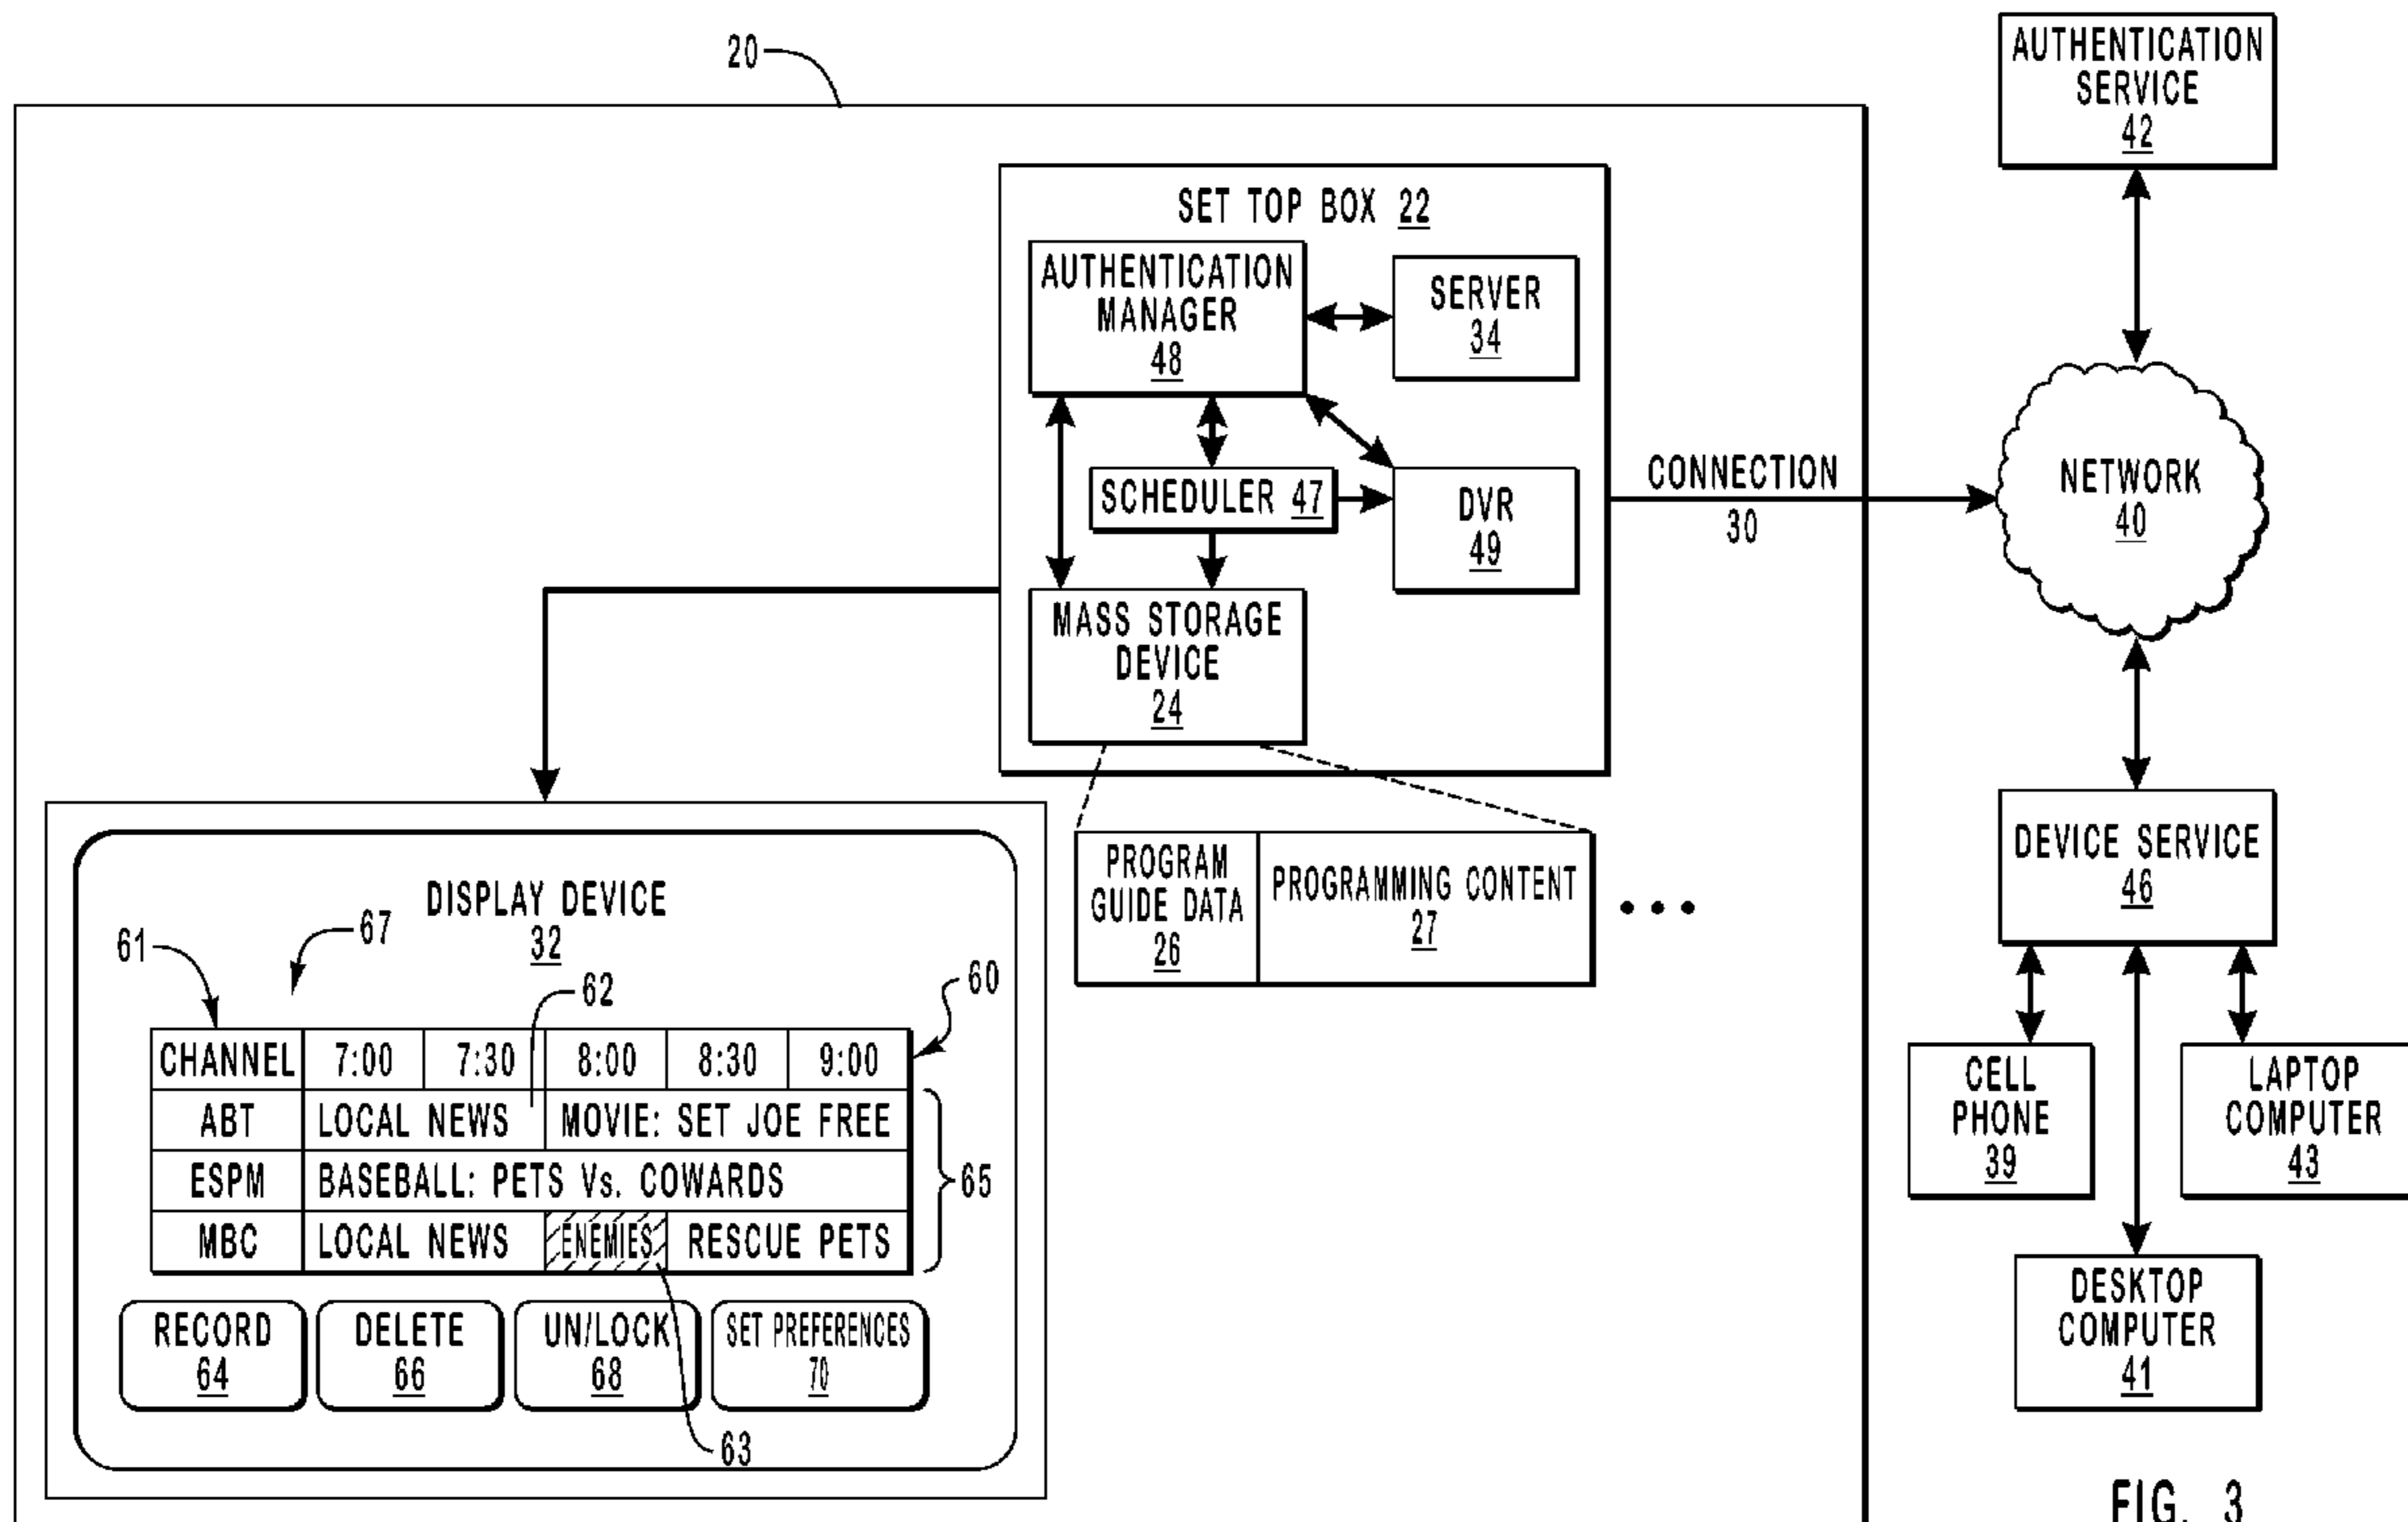 20
AUTHENTICATION
SERVICE
42
SET TOP BOX 22
AUTHENTICATION
MANAGER
48
SERVER
34
SCHEDULER 47
DVR
49
MASS STORAGE
DEVICE
24
CONNECTION
30
NETWORK
40
PROGRAM
GUIDE DATA
26
PROGRAMMING CONTENT
27
• • •
DEVICE SERVICE
46
CELL
PHONE
39
LAPTOP
COMPUTER
43
DESKTOP
COMPUTER
41
DISPLAY DEVICE
32
61
67
62
60
CHANNEL 7:00 7:30 8:00 8:30 9:00
ABT LOCAL NEWS MOVIE: SET JOE FREE
ESPM BASEBALL: PETS Vs. COWARDS
MBC LOCAL NEWS ENEMIES RESCUE PETS
65
RECORD
64
DELETE
66
UN/LOCK
68
SET PREFERENCES
70
63
FIG. 3